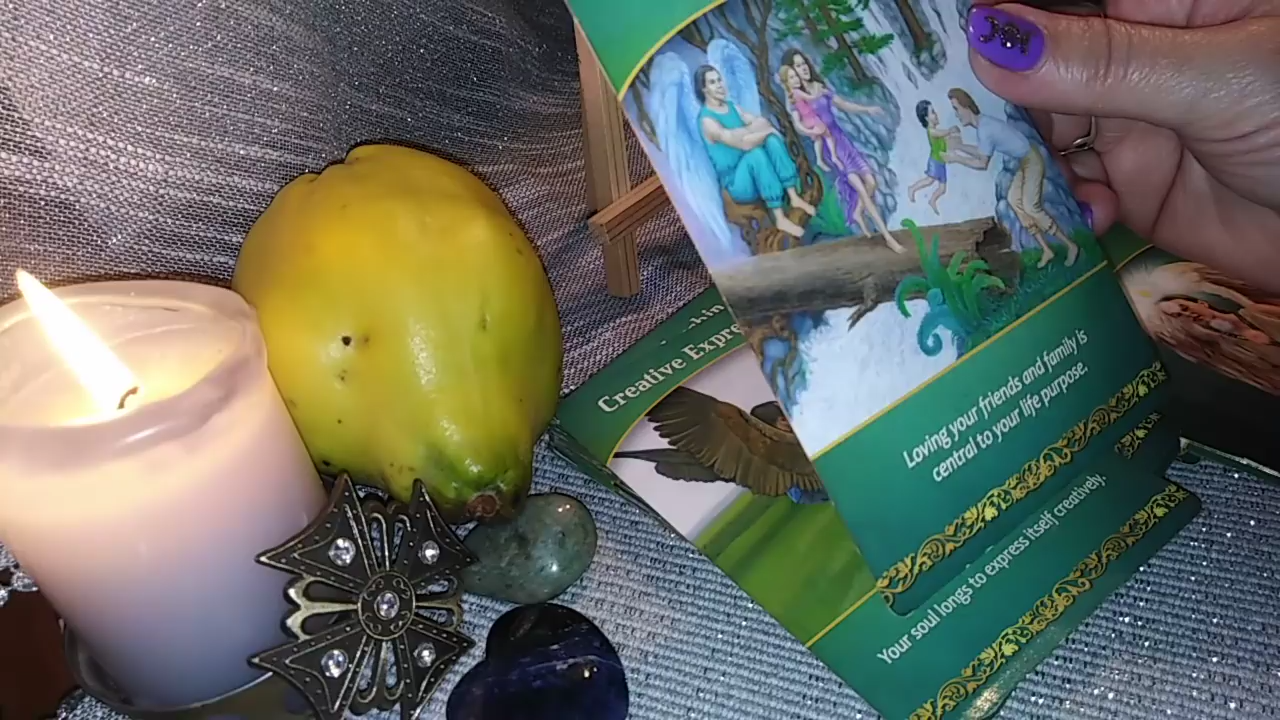 Loving your friends and family is
central to your life purpose.
Creative
Your soul longs to express itself creatively,